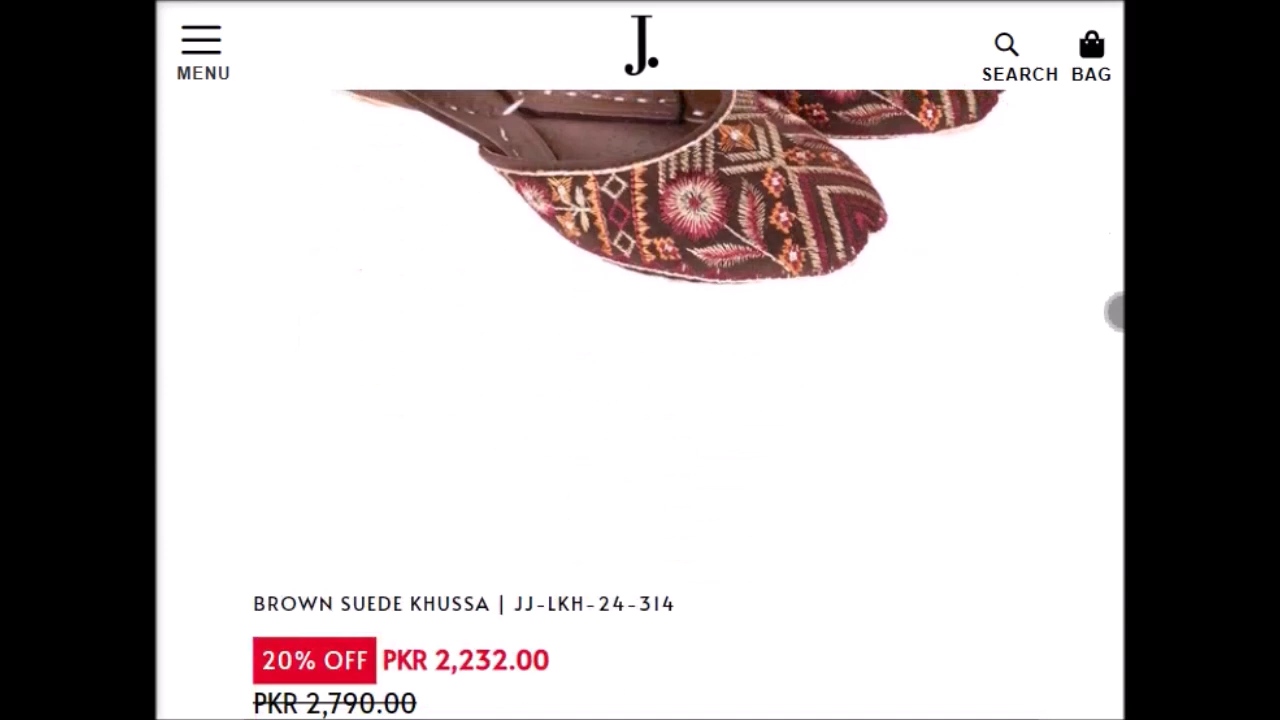 J.
MENU
SEARCH
BAG
BROWN SUEDE KHUSSA | JJ-LKH-24-314
20% OFF PKR 2,232.00
PKR 2,790.00